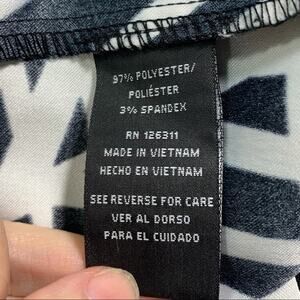 97% POLYESTER/
POLIÉSTER
3% SPANDEX
RN 126311
MADE IN VIETNAM
HECHO EN VIETNAM
SEE REVERSE FOR CARE
VER AL DORSO
PARA EL CUIDADO